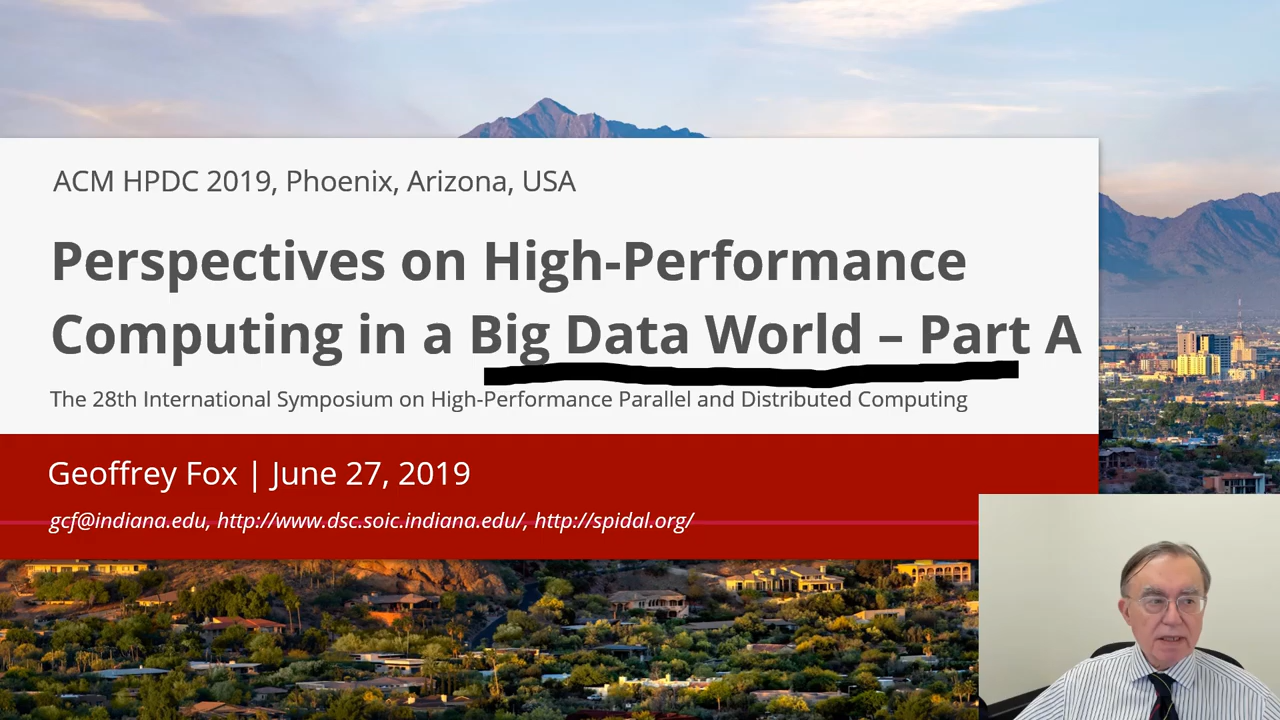 ACM HPDC 2019, Phoenix, Arizona, USA
Perspectives on High-Performance
Computing in a Big Data World – Part A
The 28th International Symposium on High-Performance Parallel and Distributed Computing
Geoffrey Fox | June 27, 2019
gcf@indiana.edu, http://www.dsc.soic.indiana.edu/, http://spidal.org/